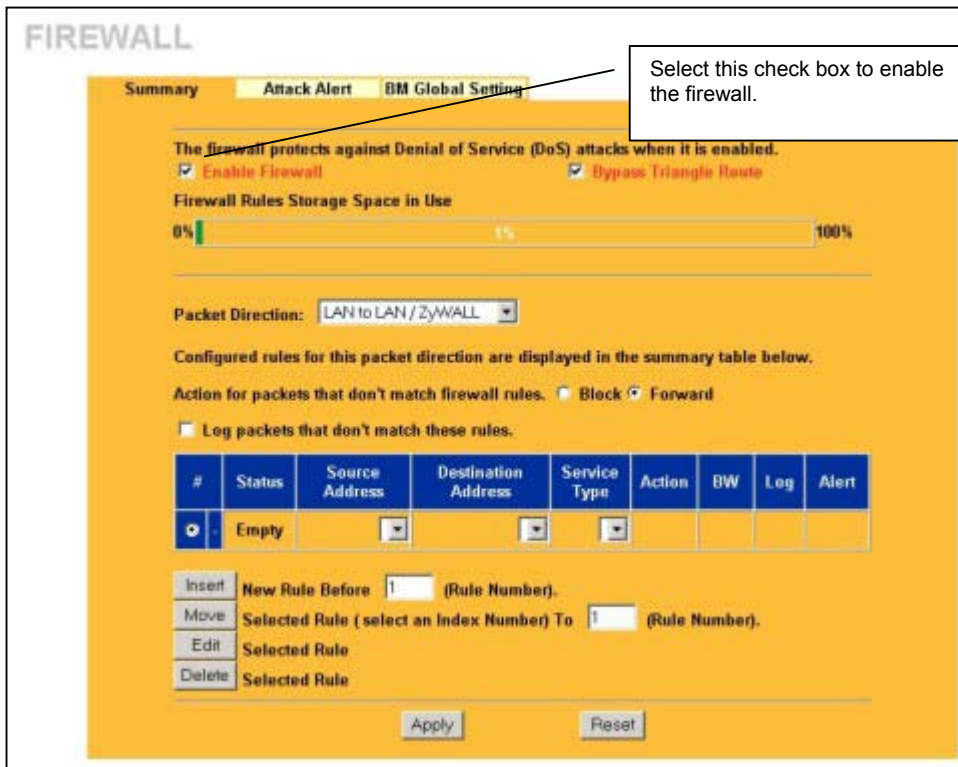 FIREWALL
Select this check box to enable
the firewall.
Summary Attack Alert BM Global Setting
The firewall protects against Denial of Service (DoS) attacks when it is enabled.
Enable Firewall Bypass Triangle Route
Firewall Rules Storage Space in Use
0% 1% 100%
Packet Direction: LAN to LAN / ZyWALL
Configured rules for this packet direction are displayed in the summary table below.
Action for packets that don't match firewall rules. Block Forward
Log packets that don't match these rules.
# Status Source Address Destination Address Service Type Action BW Log Alert
- Empty
Insert New Rule Before 1 (Rule Number).
Move Selected Rule ( select an Index Number) To 1 (Rule Number).
Edit Selected Rule
Delete Selected Rule
Apply Reset